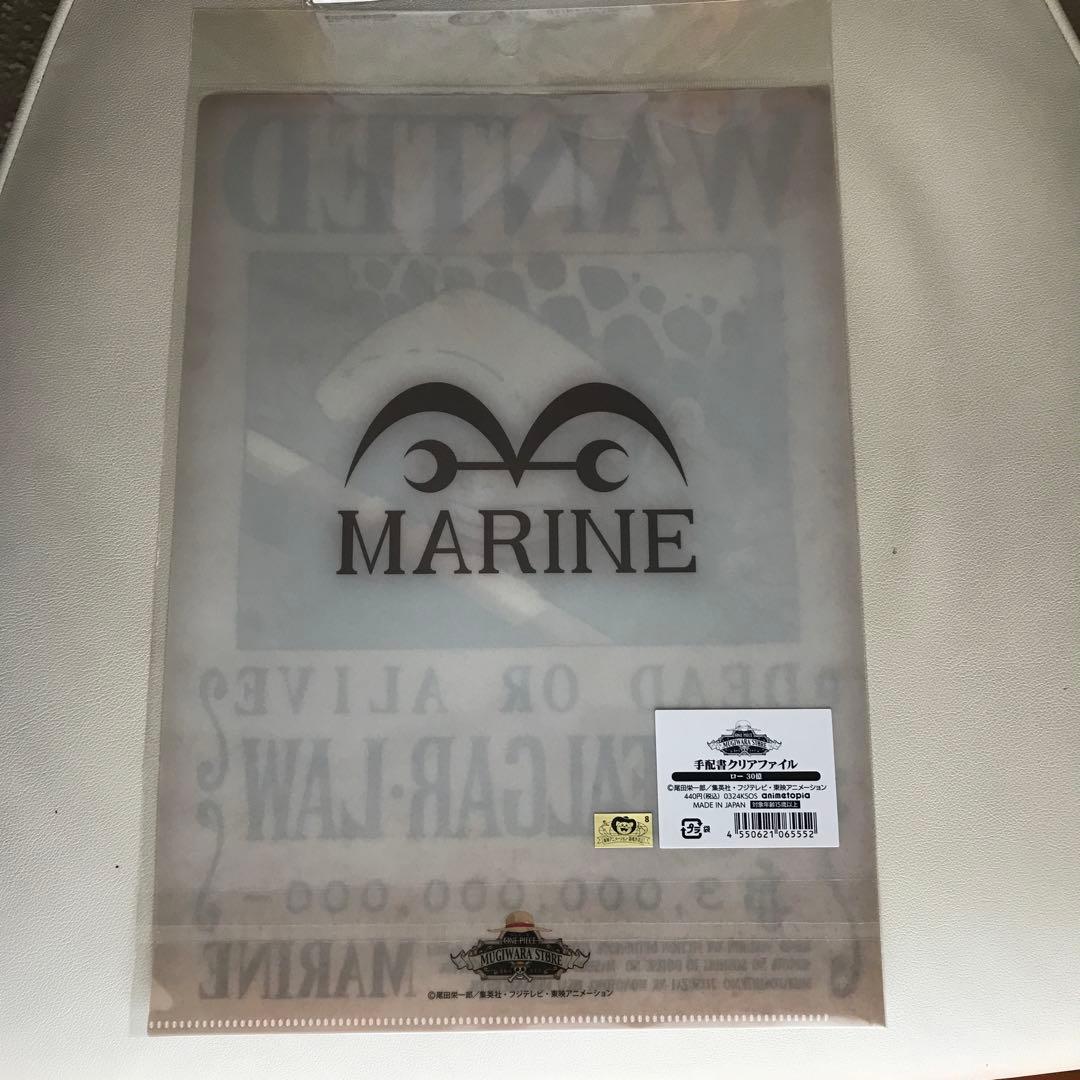 WANTED
MARINE
DEAD OR ALIVE
TRAFALGAR·LAW
3,000,000,000-
MARINE
ONE PIECE
MUGIWARA STORE
©尾田栄一郎／集英社・フジテレビ・東映アニメーション
ONE PIECE
MUGIWARA STORE
手配書クリアファイル
ロー 30億
©尾田栄一郎／集英社・フジテレビ・東映アニメーション
440円(税込) 0324KSOS animetopia
MADE IN JAPAN 対象年齢15歳以上
プラ 袋
4 550621 065552
8